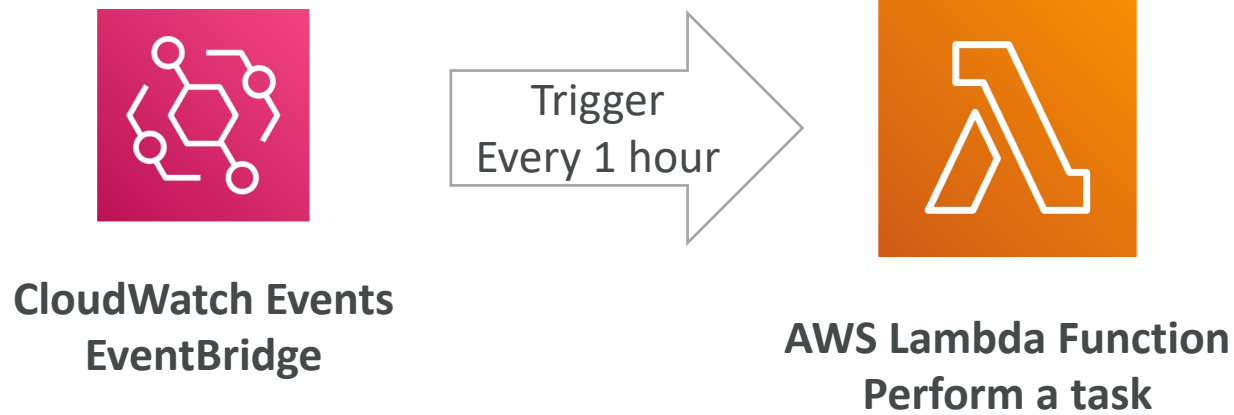 Trigger
Every 1 hour
CloudWatch Events
EventBridge
AWS Lambda Function
Perform a task